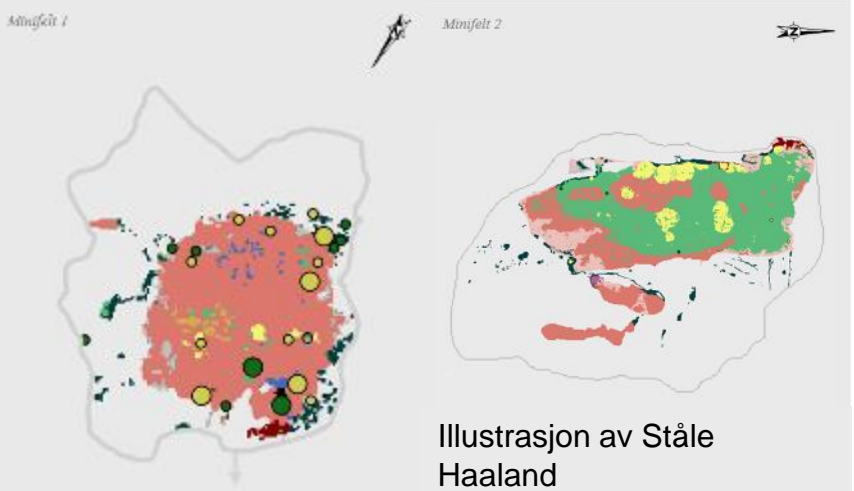 Minifelt 1
Minifelt 2
N
Z
Illustrasjon av Ståle
Haaland